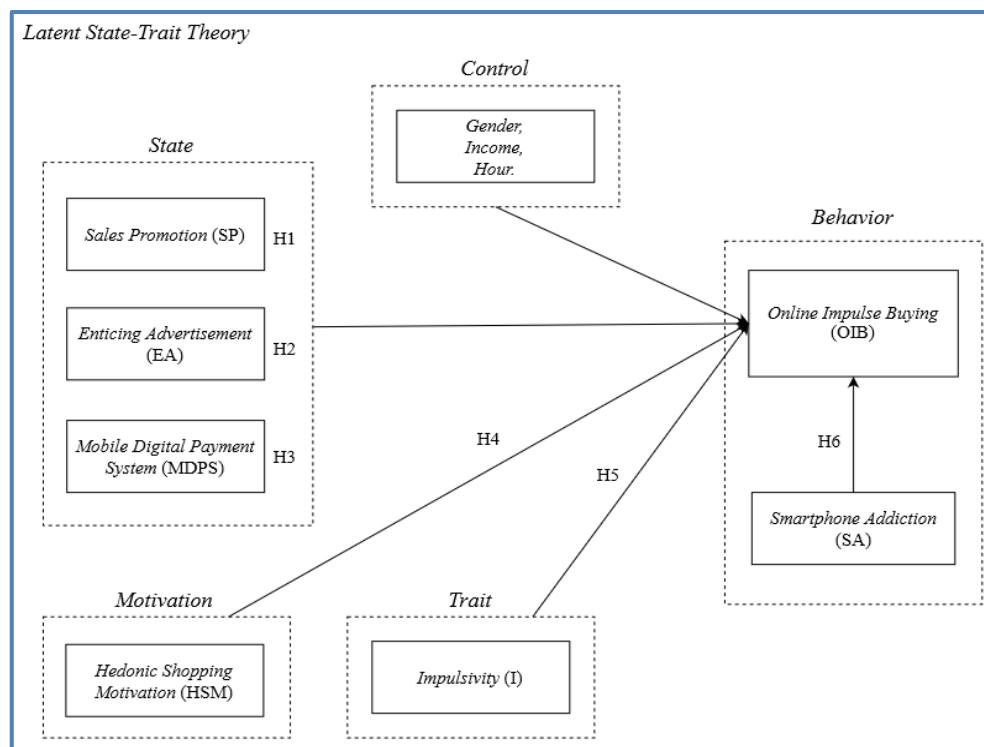 Latent State-Trait Theory
Control
Gender,
Income,
Hour.
State
Sales Promotion (SP)
H1
Enticing Advertisement
(EA)
H2
Mobile Digital Payment
System (MDPS)
H3
Behavior
Online Impulse Buying
(OIB)
H4
H5
H6
Smartphone Addiction
(SA)
Motivation
Hedonic Shopping
Motivation (HSM)
Trait
Impulsivity (I)